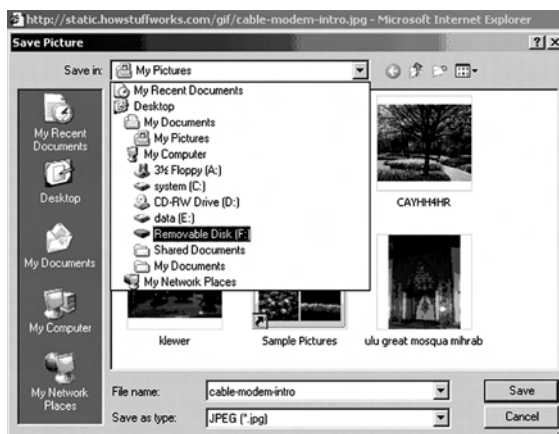 http://static.howstuffworks.com/gif/cable-modem-intro.jpg - Microsoft Internet Explorer
Save Picture
Save in: My Pictures
My Recent Documents
Desktop
My Documents
My Pictures
My Computer
3½ Floppy (A:)
system (C:)
CD-RW Drive (D:)
data (E:)
Removable Disk (F:)
Shared Documents
My Documents
My Network Places
My Recent
Documents
Desktop
My Documents
My Computer
My Network
Places
CAYHH4HR
klewer
Sample Pictures
ulu great mosqua mihrab
File name: cable-modem-intro
Save
Save as type: JPEG (*.jpg)
Cancel